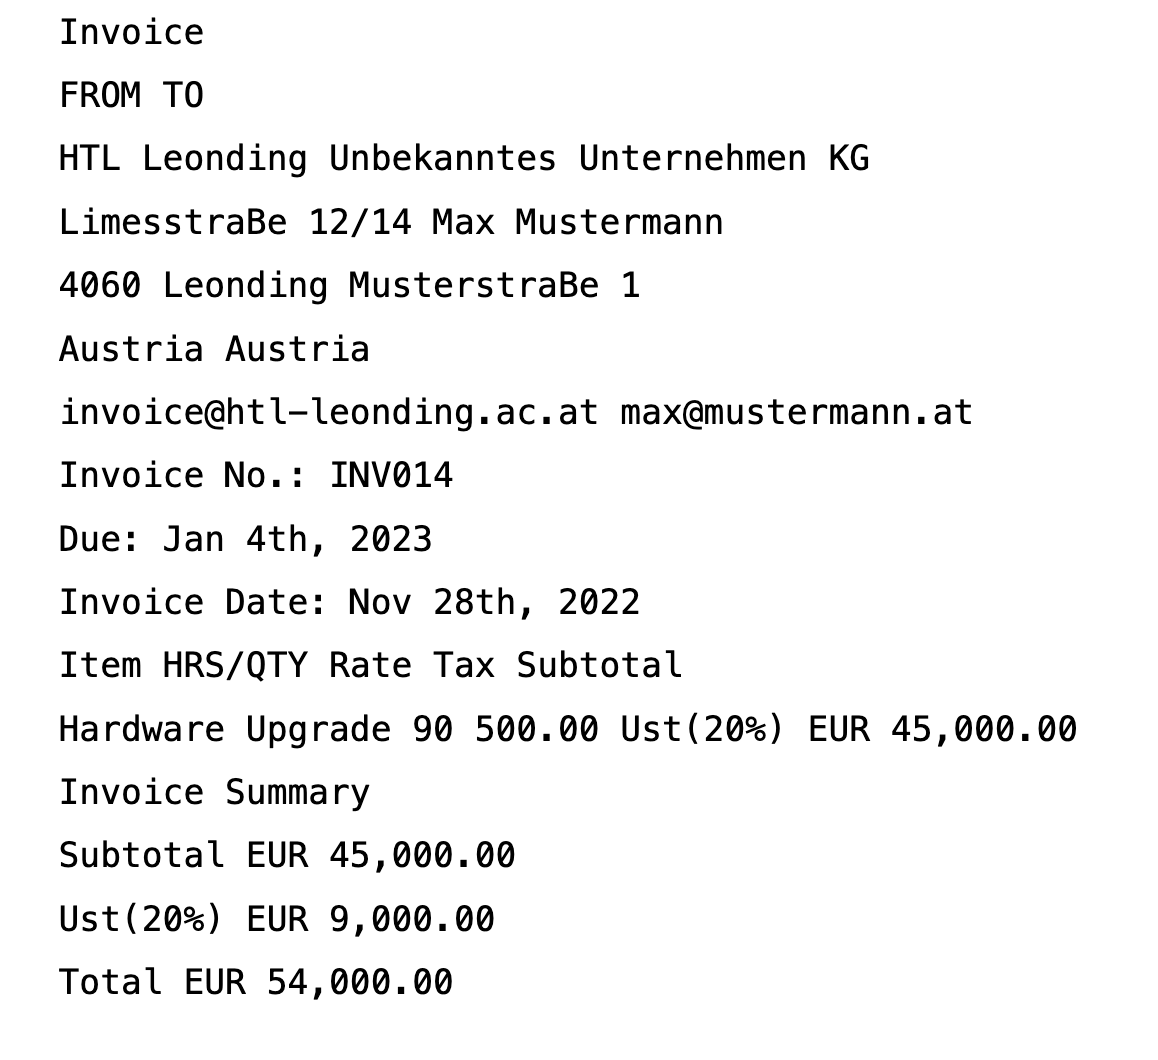 Invoice
FROM TO
HTL Leonding Unbekanntes Unternehmen KG
LimesstraBe 12/14 Max Mustermann
4060 Leonding MusterstraBe 1
Austria Austria
invoice@htl-leonding.ac.at max@mustermann.at
Invoice No.: INV014
Due: Jan 4th, 2023
Invoice Date: Nov 28th, 2022
Item HRS/QTY Rate Tax Subtotal
Hardware Upgrade 90 500.00 Ust(20%) EUR 45,000.00
Invoice Summary
Subtotal EUR 45,000.00
Ust(20%) EUR 9,000.00
Total EUR 54,000.00